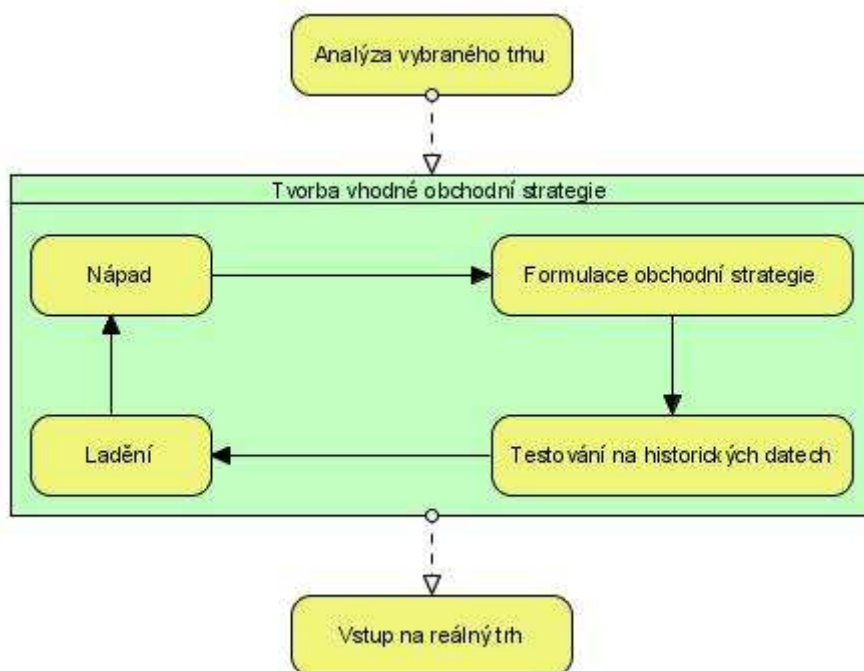 Analýza vybraného trhu
Tvorba vhodné obchodní strategie
Nápad
Formulace obchodní strategie
Ladění
Testování na historických datech
Vstup na reálný trh